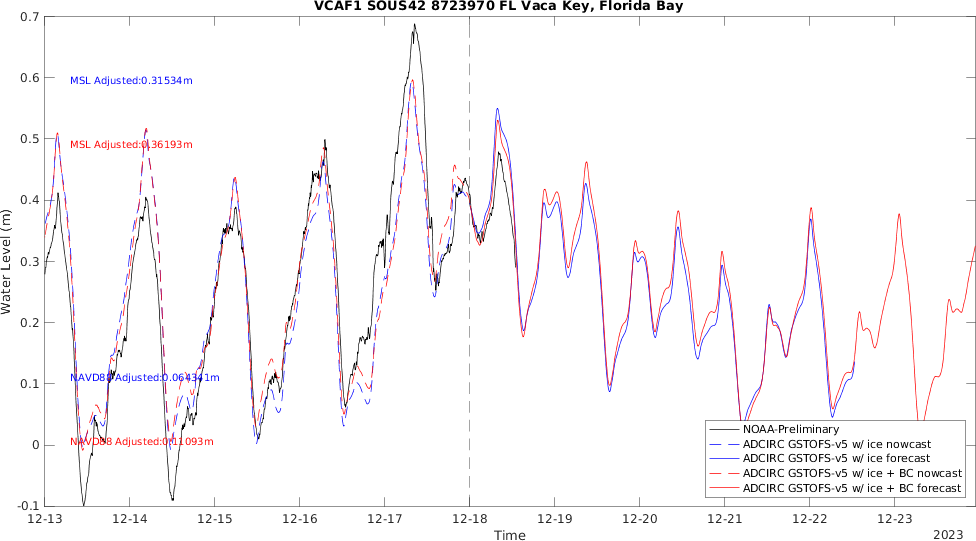 VCAF1 SOUS42 8723970 FL Vaca Key, Florida Bay
0.7
0.6
0.5
0.4
0.3
0.2
0.1
0
-0.1
Water Level (m)
MSL Adjusted:0.31534m
MSL Adjusted:0.36193m
NAVD88 Adjusted:0.064341m
NAVD88 Adjusted:0.11093m
NOAA-Preliminary
ADCIRC GSTOFS-v5 w/ ice nowcast
ADCIRC GSTOFS-v5 w/ ice forecast
ADCIRC GSTOFS-v5 w/ ice + BC nowcast
ADCIRC GSTOFS-v5 w/ ice + BC forecast
12-13 12-14 12-15 12-16 12-17 12-18 12-19 12-20 12-21 12-22 12-23
Time
2023